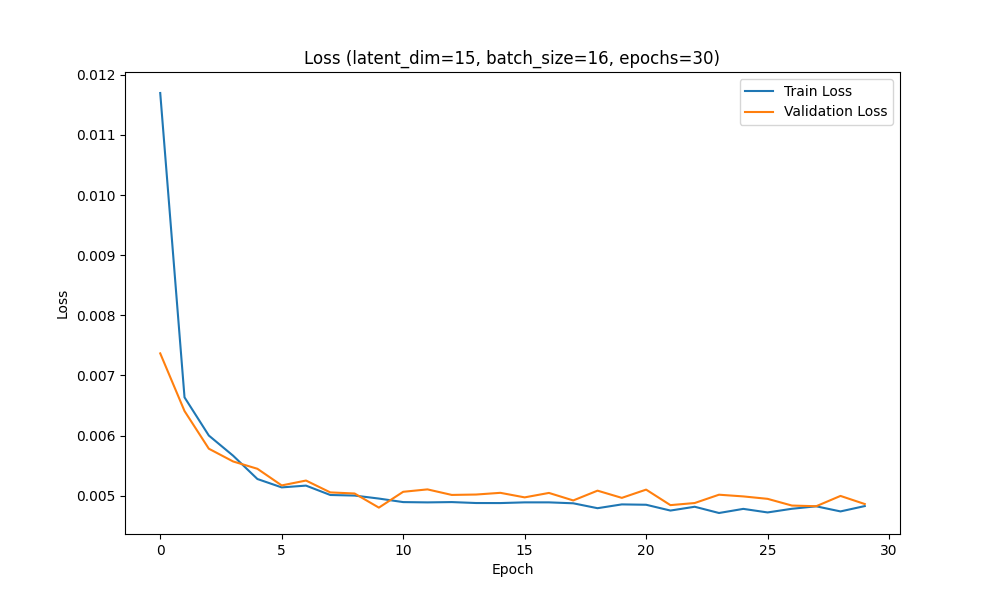 Loss (latent_dim=15, batch_size=16, epochs=30)
Train Loss
Validation Loss
0.012
0.011
0.010
0.009
0.008
0.007
0.006
0.005
Loss
0 5 10 15 20 25 30
Epoch